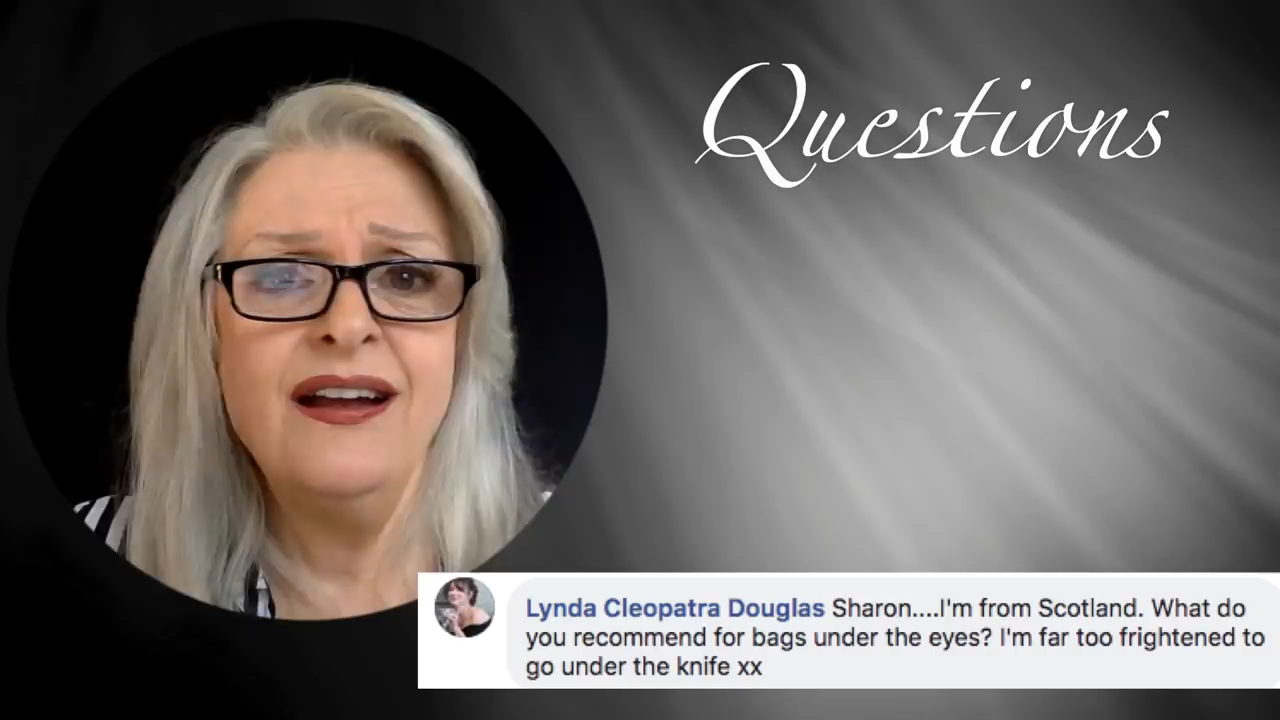 Questions
Lynda Cleopatra Douglas Sharon....I'm from Scotland. What do
you recommend for bags under the eyes? I'm far too frightened to
go under the knife xx